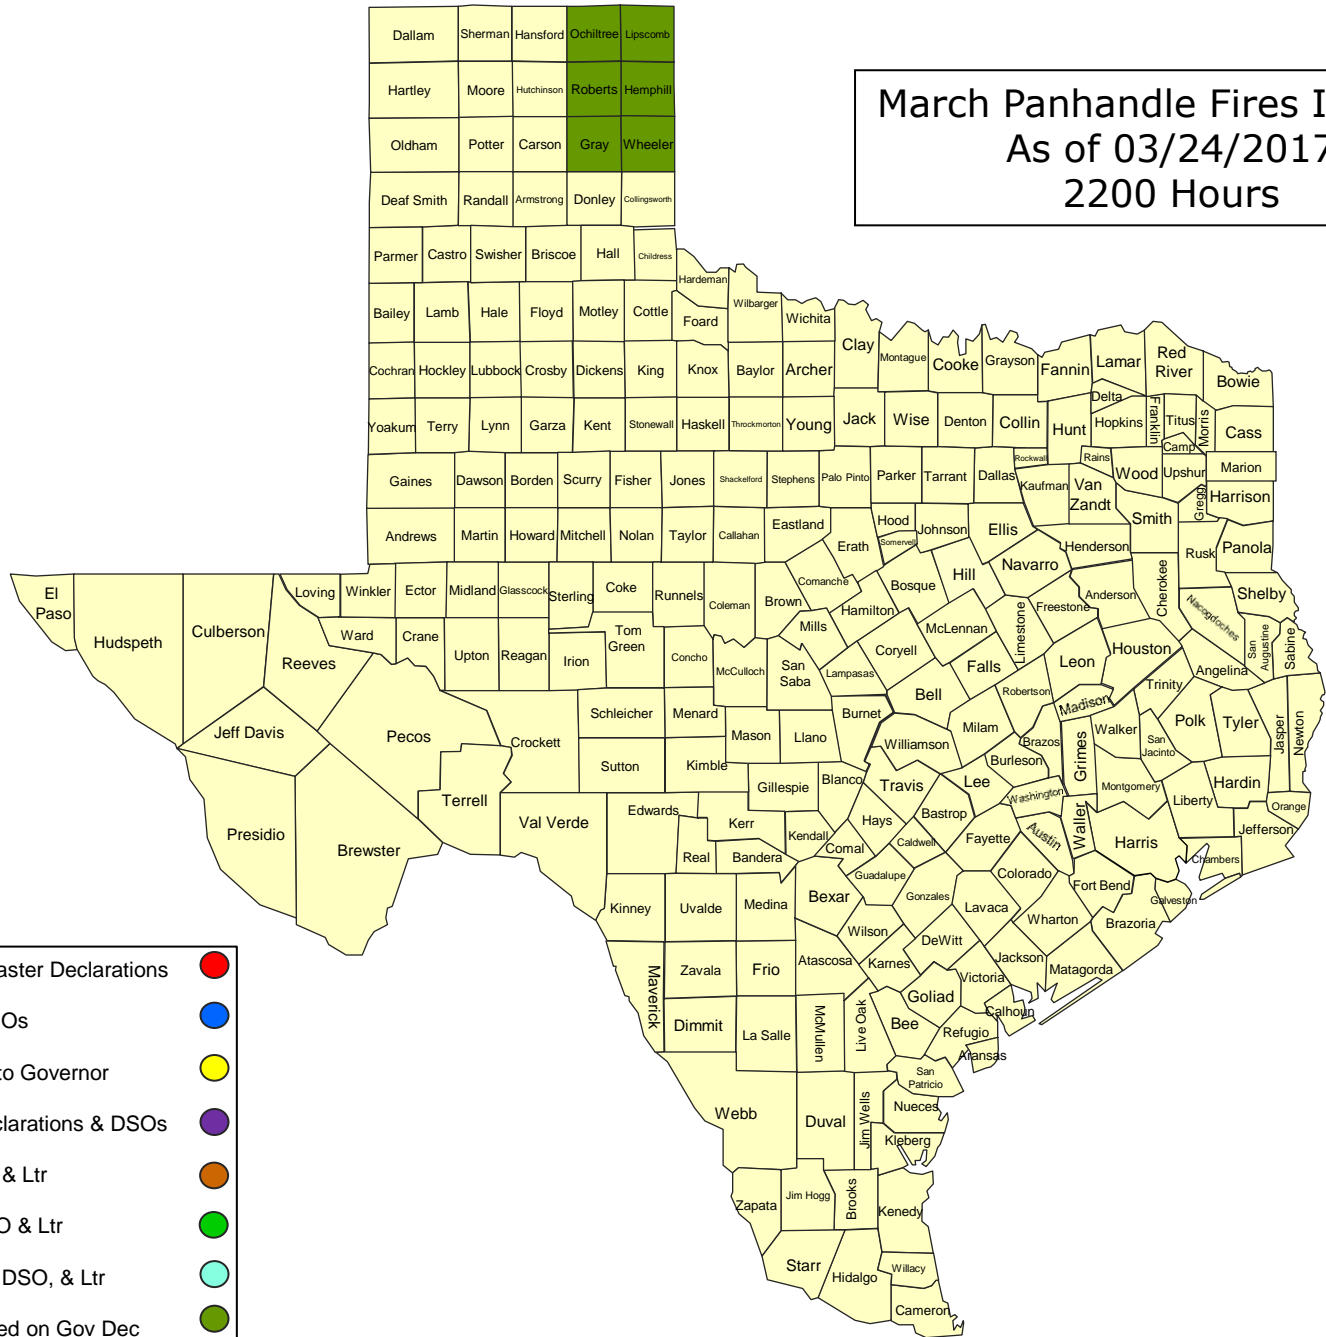 March Panhandle Fires I
As of 03/24/2017
2200 Hours
Dallam Sherman Hansford Ochiltree Lipscomb
Hartley Moore Hutchinson Roberts Hemphill
Oldham Potter Carson Gray Wheeler
Deaf Smith Randall Armstrong Donley Collingsworth
Parmer Castro Swisher Briscoe Hall Childress
Hardeman
Bailey Lamb Hale Floyd Motley Cottle Foard Wilbarger Wichita
Clay Montague Cooke Grayson Fannin Lamar Red
River Bowie
Cochran Hockley Lubbock Crosby Dickens King Knox Baylor Archer
Delta
Yoakum Terry Lynn Garza Kent Stonewall Haskell Throckmorton Young Jack Wise Denton Collin Hunt Hopkins Franklin Titus Morris Cass
Camp
Rockwall Rains
Gaines Dawson Borden Scurry Fisher Jones Shackelford Stephens Palo Pinto Parker Tarrant Dallas Kaufman Van
Zandt Wood Upshur Marion
Gregg Harrison
Andrews Martin Howard Mitchell Nolan Taylor Callahan Eastland Erath Hood Somervell Johnson Ellis Henderson Smith Rusk Panola
El
Paso Hudspeth Culberson Loving Winkler Ector Midland Glasscock Sterling Coke Runnels Coleman Brown Comanche Bosque Hill Navarro Anderson Cherokee Shelby
Hamilton Freestone Limestone Nacogdoches
Reeves Ward Crane Upton Reagan Irion Tom
Green Concho McCulloch San
Saba Mills Lampasas Coryell McLennan Falls Leon Houston Angelina San
Augustine Sabine
Jeff Davis Pecos Crockett Schleicher Menard Mason Llano Burnet Bell Milam Robertson Madison Trinity
Walker San
Jacinto Polk Tyler Jasper Newton
Sutton Kimble Gillespie Blanco Williamson Burleson Brazos Grimes
Presidio Brewster Terrell Val Verde Edwards Kerr Kendall Travis Lee Washington Montgomery Liberty Hardin Orange
Real Bandera Comal Hays Caldwell Bastrop Fayette Austin Waller Harris Jefferson
Chambers
Kinney Uvalde Medina Bexar Guadalupe Gonzales Lavaca Colorado Fort Bend Galveston
Wharton Brazoria
Maverick Zavala Frio Atascosa Wilson Karnes DeWitt Jackson Matagorda
Victoria
Dimmit La Salle McMullen Live Oak Bee Goliad Refugio Calhoun
Aransas
San
Patricio
Webb Duval Jim Wells Nueces
Kleberg
Zapata Jim Hogg Brooks Kenedy
Starr Hidalgo Willacy
Cameron
aster Declarations
Os
to Governor
clarations & DSOs
& Ltr
O & Ltr
DSO, & Ltr
ed on Gov Dec